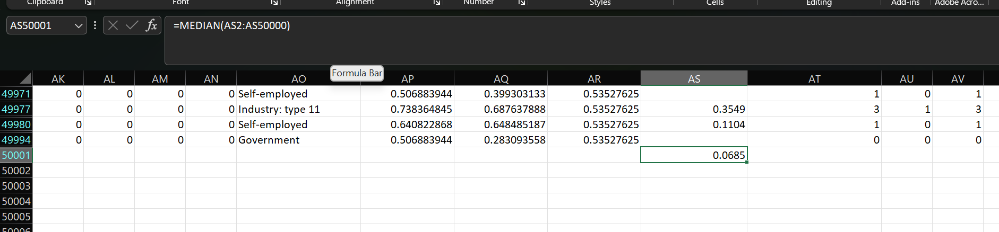 Clipboard Font Alignment Number Styles Cells Editing Add-ins Adobe Acro...
AS50001 fx =MEDIAN(AS2:AS50000)
Formula Bar
AK AL AM AN AO AP AQ AR AS AT AU AV
49971 0 0 0 0 Self-employed 0.506883944 0.399303133 0.53527625 1 0 1
49977 0 0 0 0 Industry: type 11 0.738364845 0.687637888 0.53527625 0.3549 3 1 3
49980 0 0 0 0 Self-employed 0.640822868 0.648485187 0.53527625 0.1104 1 0 1
49994 0 0 0 0 Government 0.506883944 0.283093558 0.53527625 0 0 0
50001 0.0685
50002
50003
50004
50005
50006